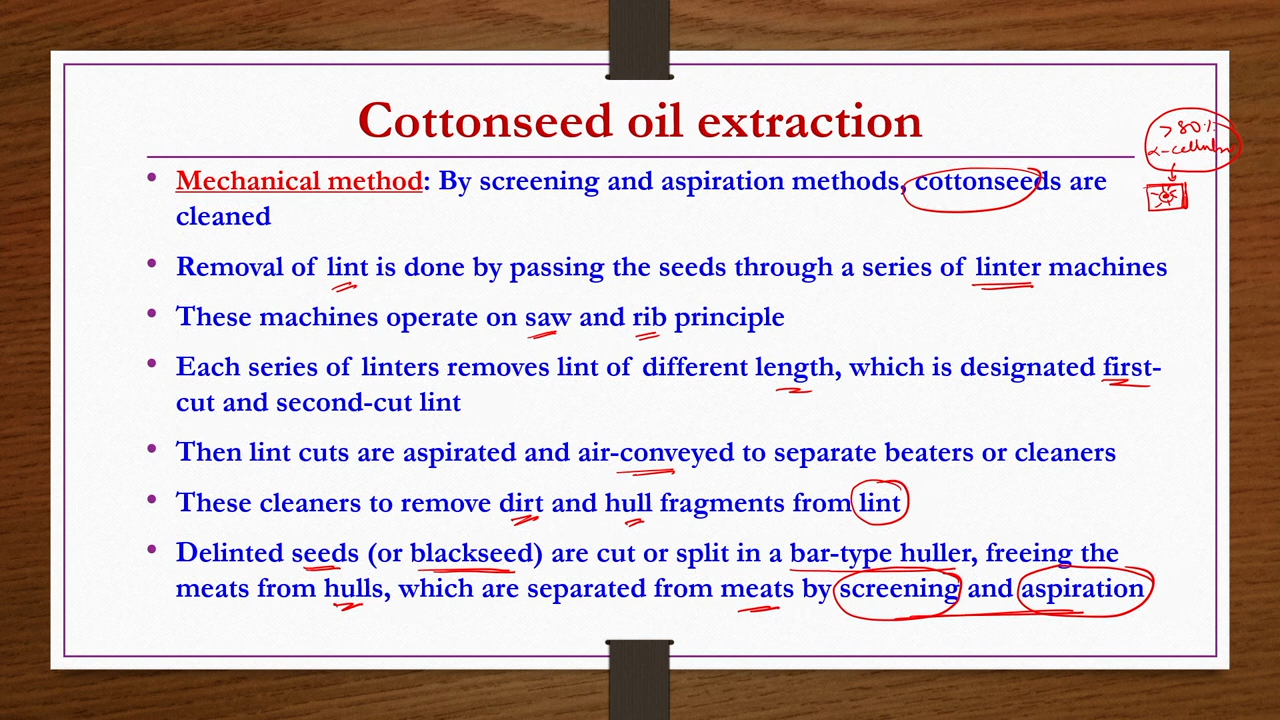 Cottonseed oil extraction
>80%
α-cellulose
• Mechanical method: By screening and aspiration methods, cottonseeds are
cleaned
• Removal of lint is done by passing the seeds through a series of linter machines
• These machines operate on saw and rib principle
• Each series of linters removes lint of different length, which is designated first-
cut and second-cut lint
• Then lint cuts are aspirated and air-conveyed to separate beaters or cleaners
• These cleaners to remove dirt and hull fragments from lint
• Delinted seeds (or blackseed) are cut or split in a bar-type huller, freeing the
meats from hulls, which are separated from meats by screening and aspiration